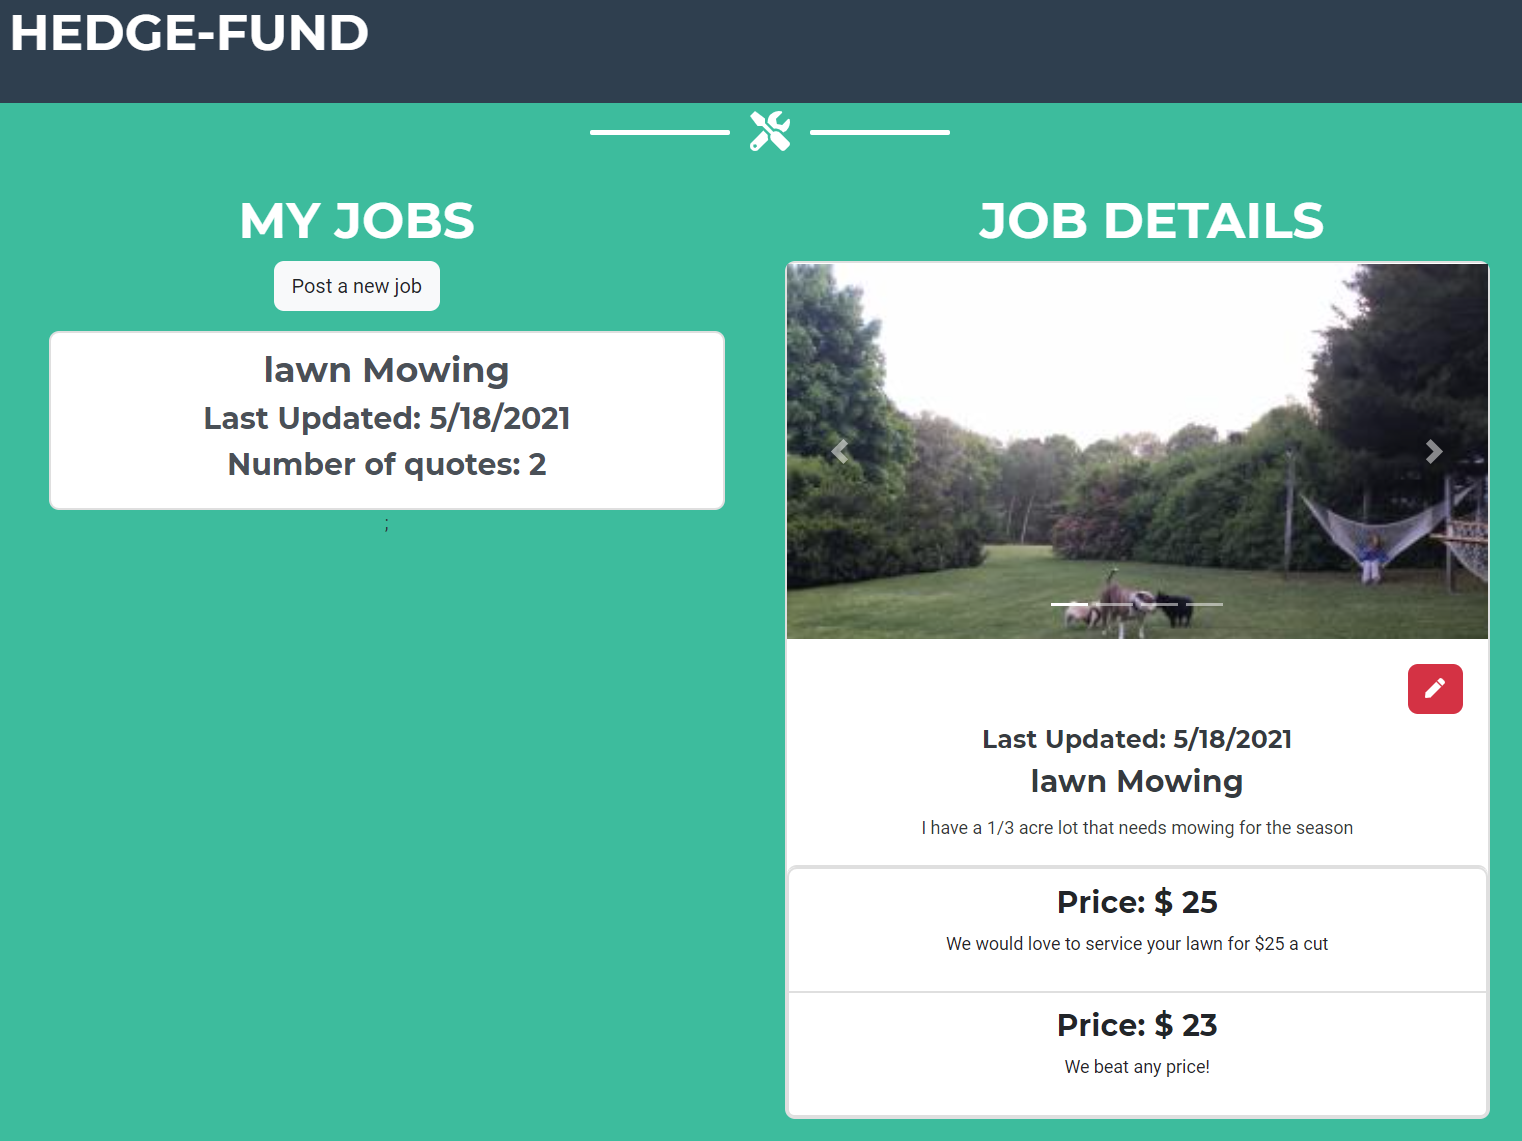 HEDGE-FUND
MY JOBS
Post a new job
lawn Mowing
Last Updated: 5/18/2021
Number of quotes: 2
;
JOB DETAILS
Last Updated: 5/18/2021
lawn Mowing
I have a 1/3 acre lot that needs mowing for the season
Price: $ 25
We would love to service your lawn for $25 a cut
Price: $ 23
We beat any price!